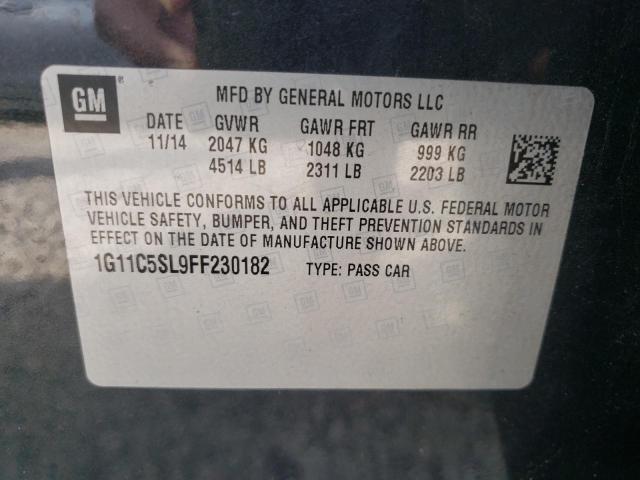 GM ® MFD BY GENERAL MOTORS LLC
DATE GVWR GAWR FRT GAWR RR
11/14 2047 KG 1048 KG 999 KG
4514 LB 2311 LB 2203 LB
THIS VEHICLE CONFORMS TO ALL APPLICABLE U.S. FEDERAL MOTOR
VEHICLE SAFETY, BUMPER, AND THEFT PREVENTION STANDARDS IN
EFFECT ON THE DATE OF MANUFACTURE SHOWN ABOVE.
1G11C5SL9FF230182 TYPE: PASS CAR